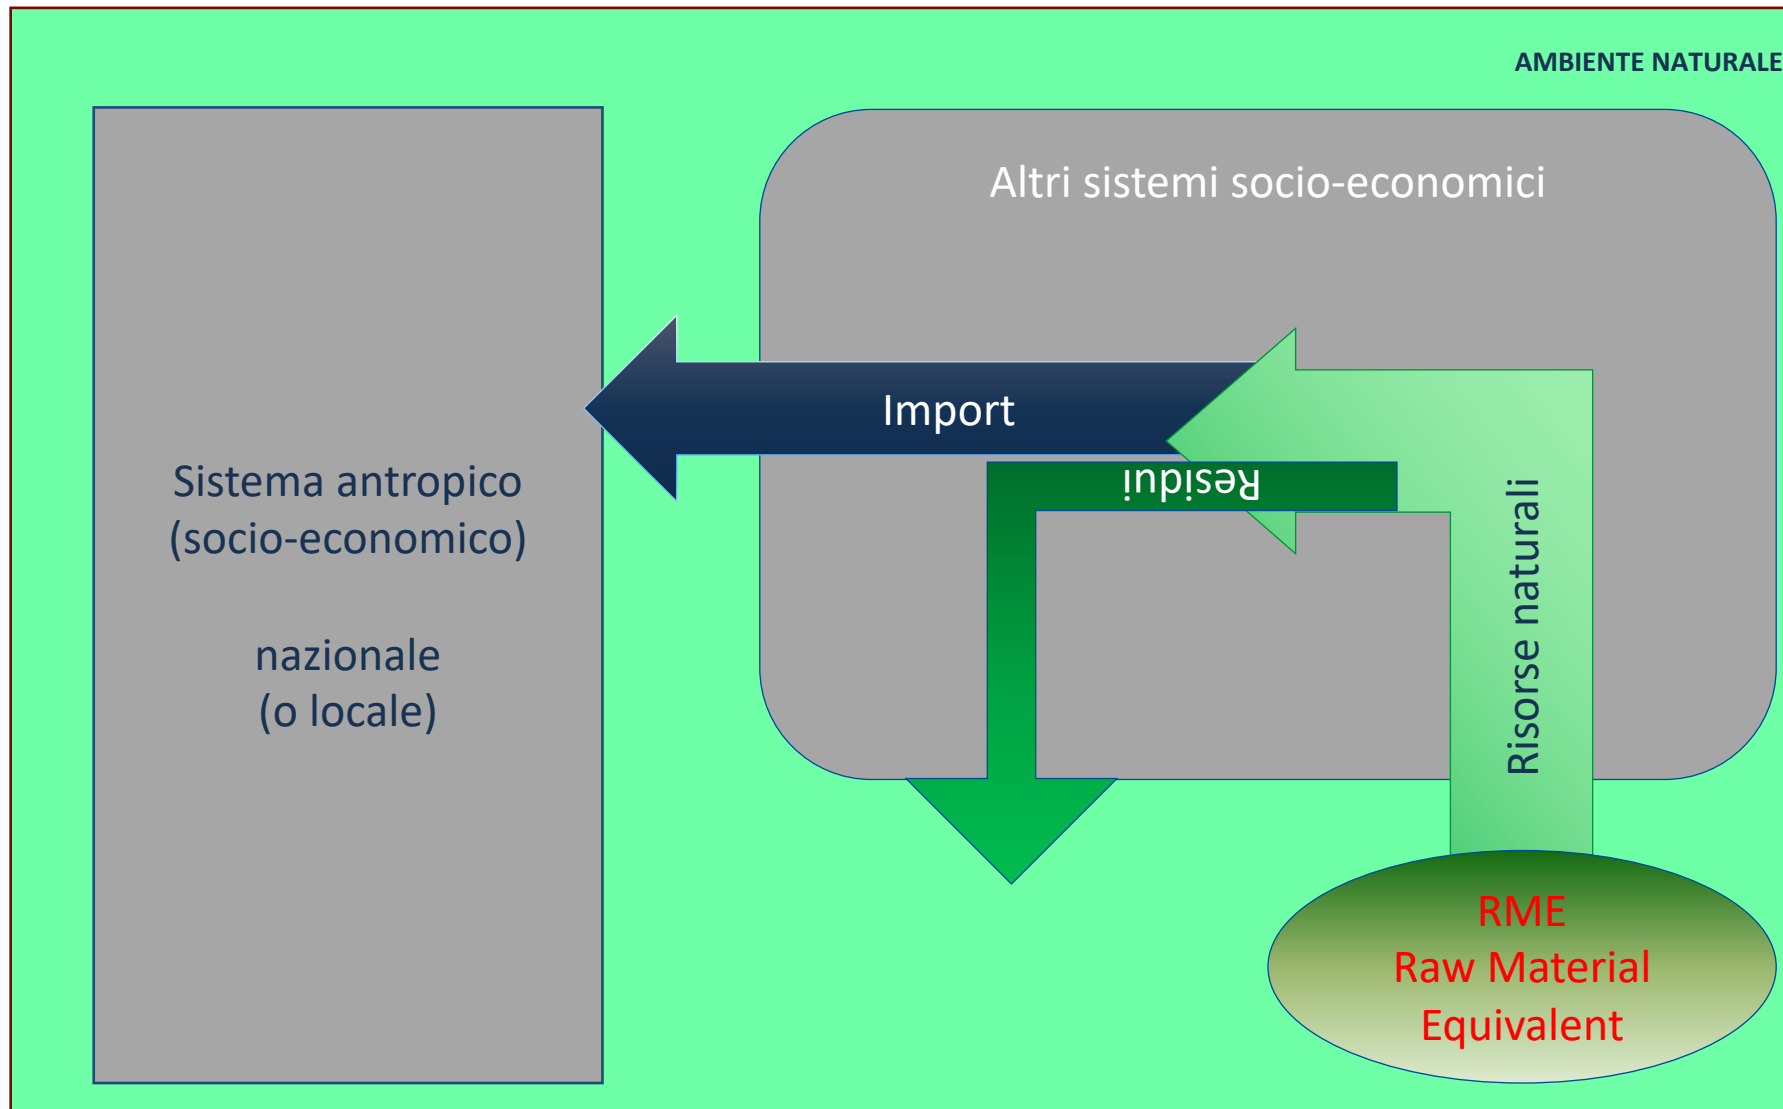 AMBIENTE NATURALE
Altri sistemi socio-economici
Import
Residui
Sistema antropico
(socio-economico)
nazionale
(o locale)
Risorse naturali
RME
Raw Material
Equivalent